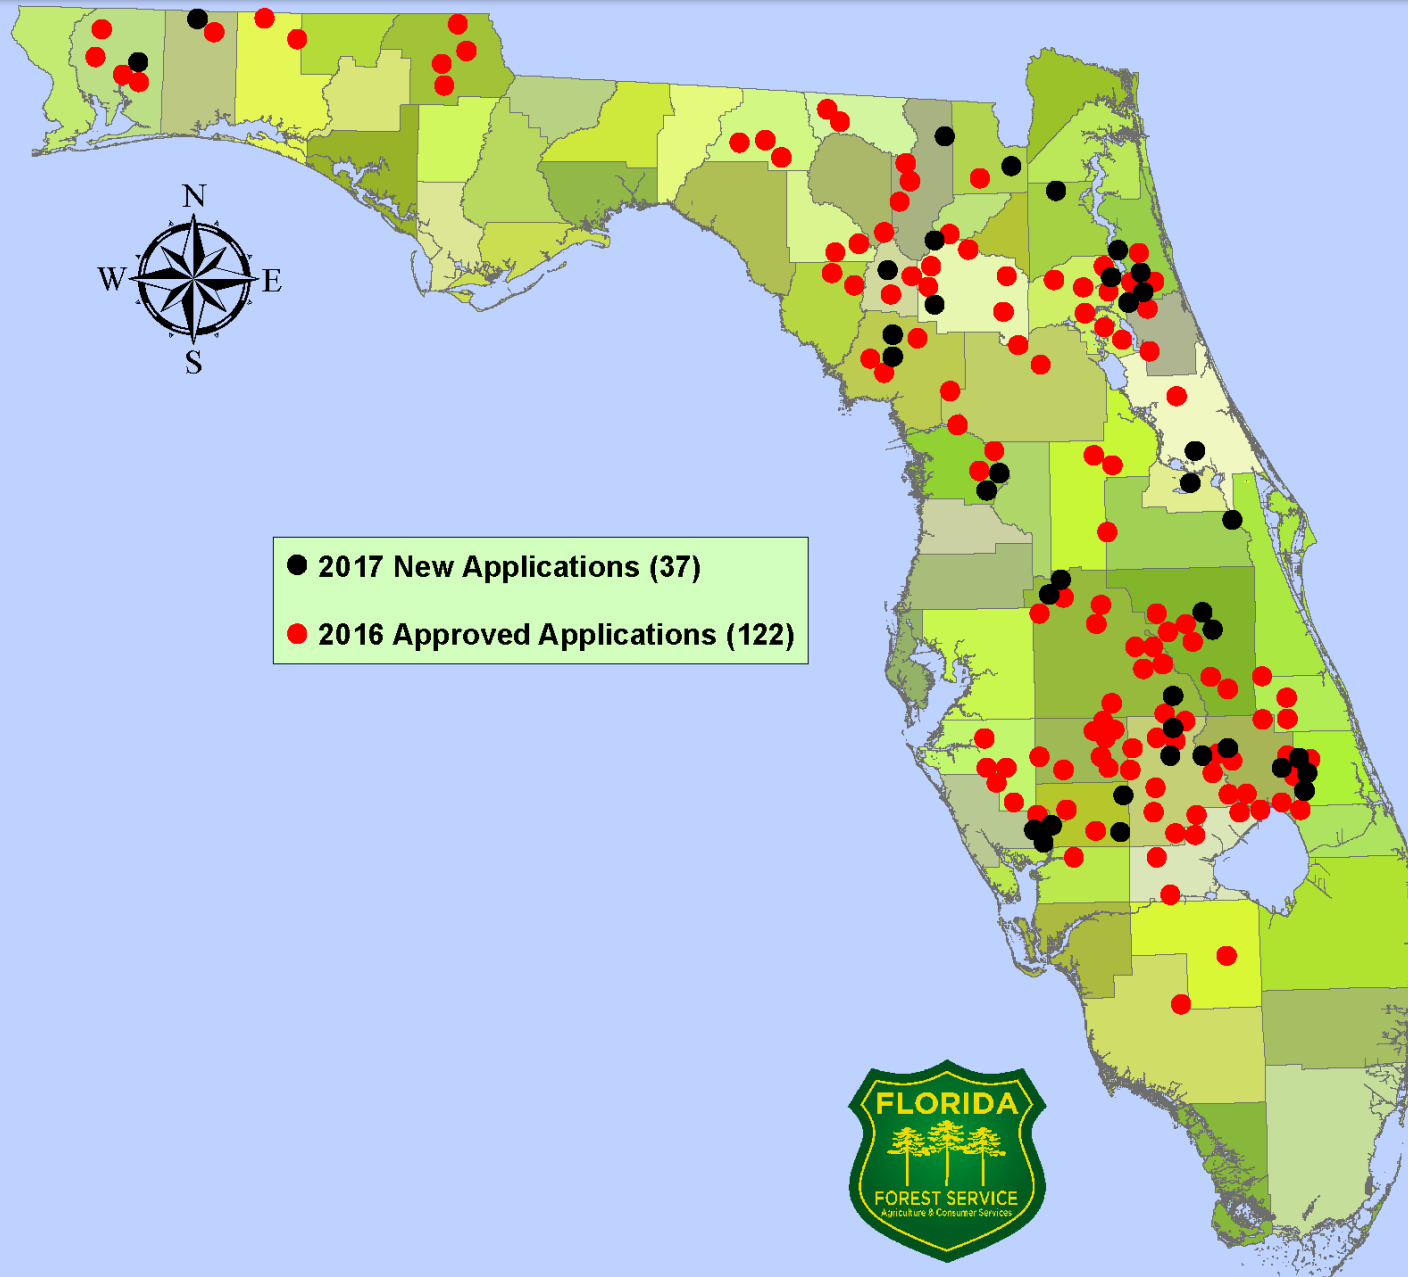 N
W E
S
2017 New Applications (37)
2016 Approved Applications (122)
FLORIDA
FOREST SERVICE
Agriculture & Consumer Services